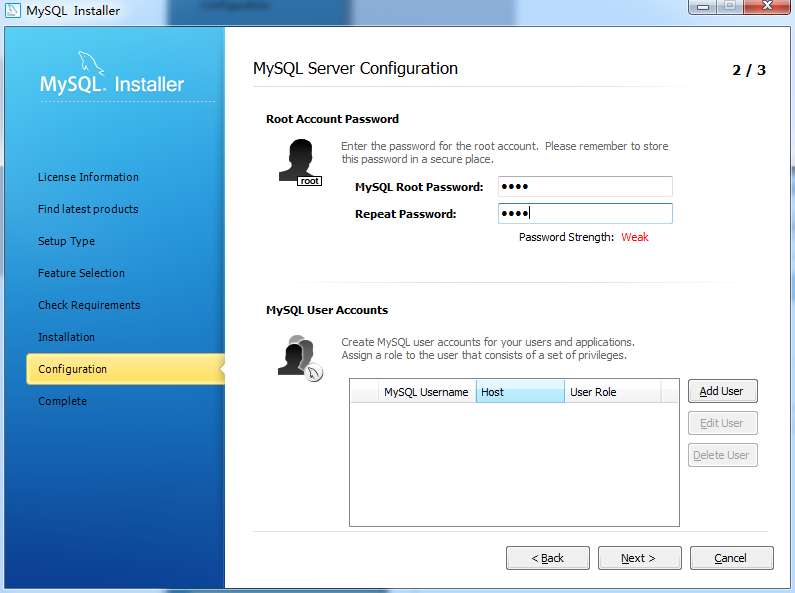 MySQL Installer
MySQL Installer
License Information
Find latest products
Setup Type
Feature Selection
Check Requirements
Installation
Configuration
Complete
MySQL Server Configuration
2 / 3
Root Account Password
root
Enter the password for the root account. Please remember to store
this password in a secure place.
MySQL Root Password: ●●●●
Repeat Password: ●●●●
Password Strength: Weak
MySQL User Accounts
Create MySQL user accounts for your users and applications.
Assign a role to the user that consists of a set of privileges.
MySQL Username Host User Role
Add User
Edit User
Delete User
< Back Next > Cancel